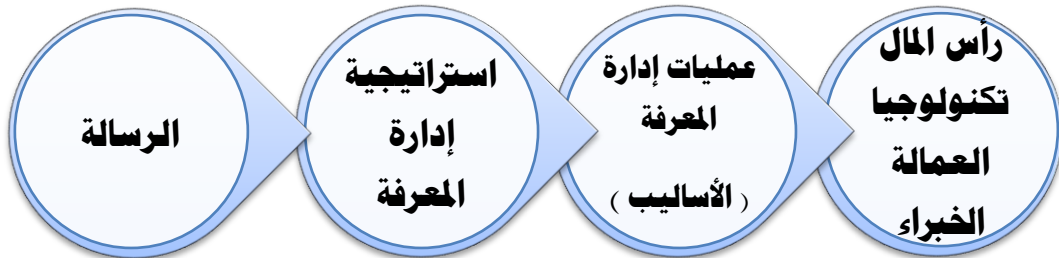 الرسالة
استراتيجية
إدارة
المعرفة
عمليات إدارة
المعرفة
( الأساليب )
رأس المال
تكنولوجيا
العمالة
الخبراء